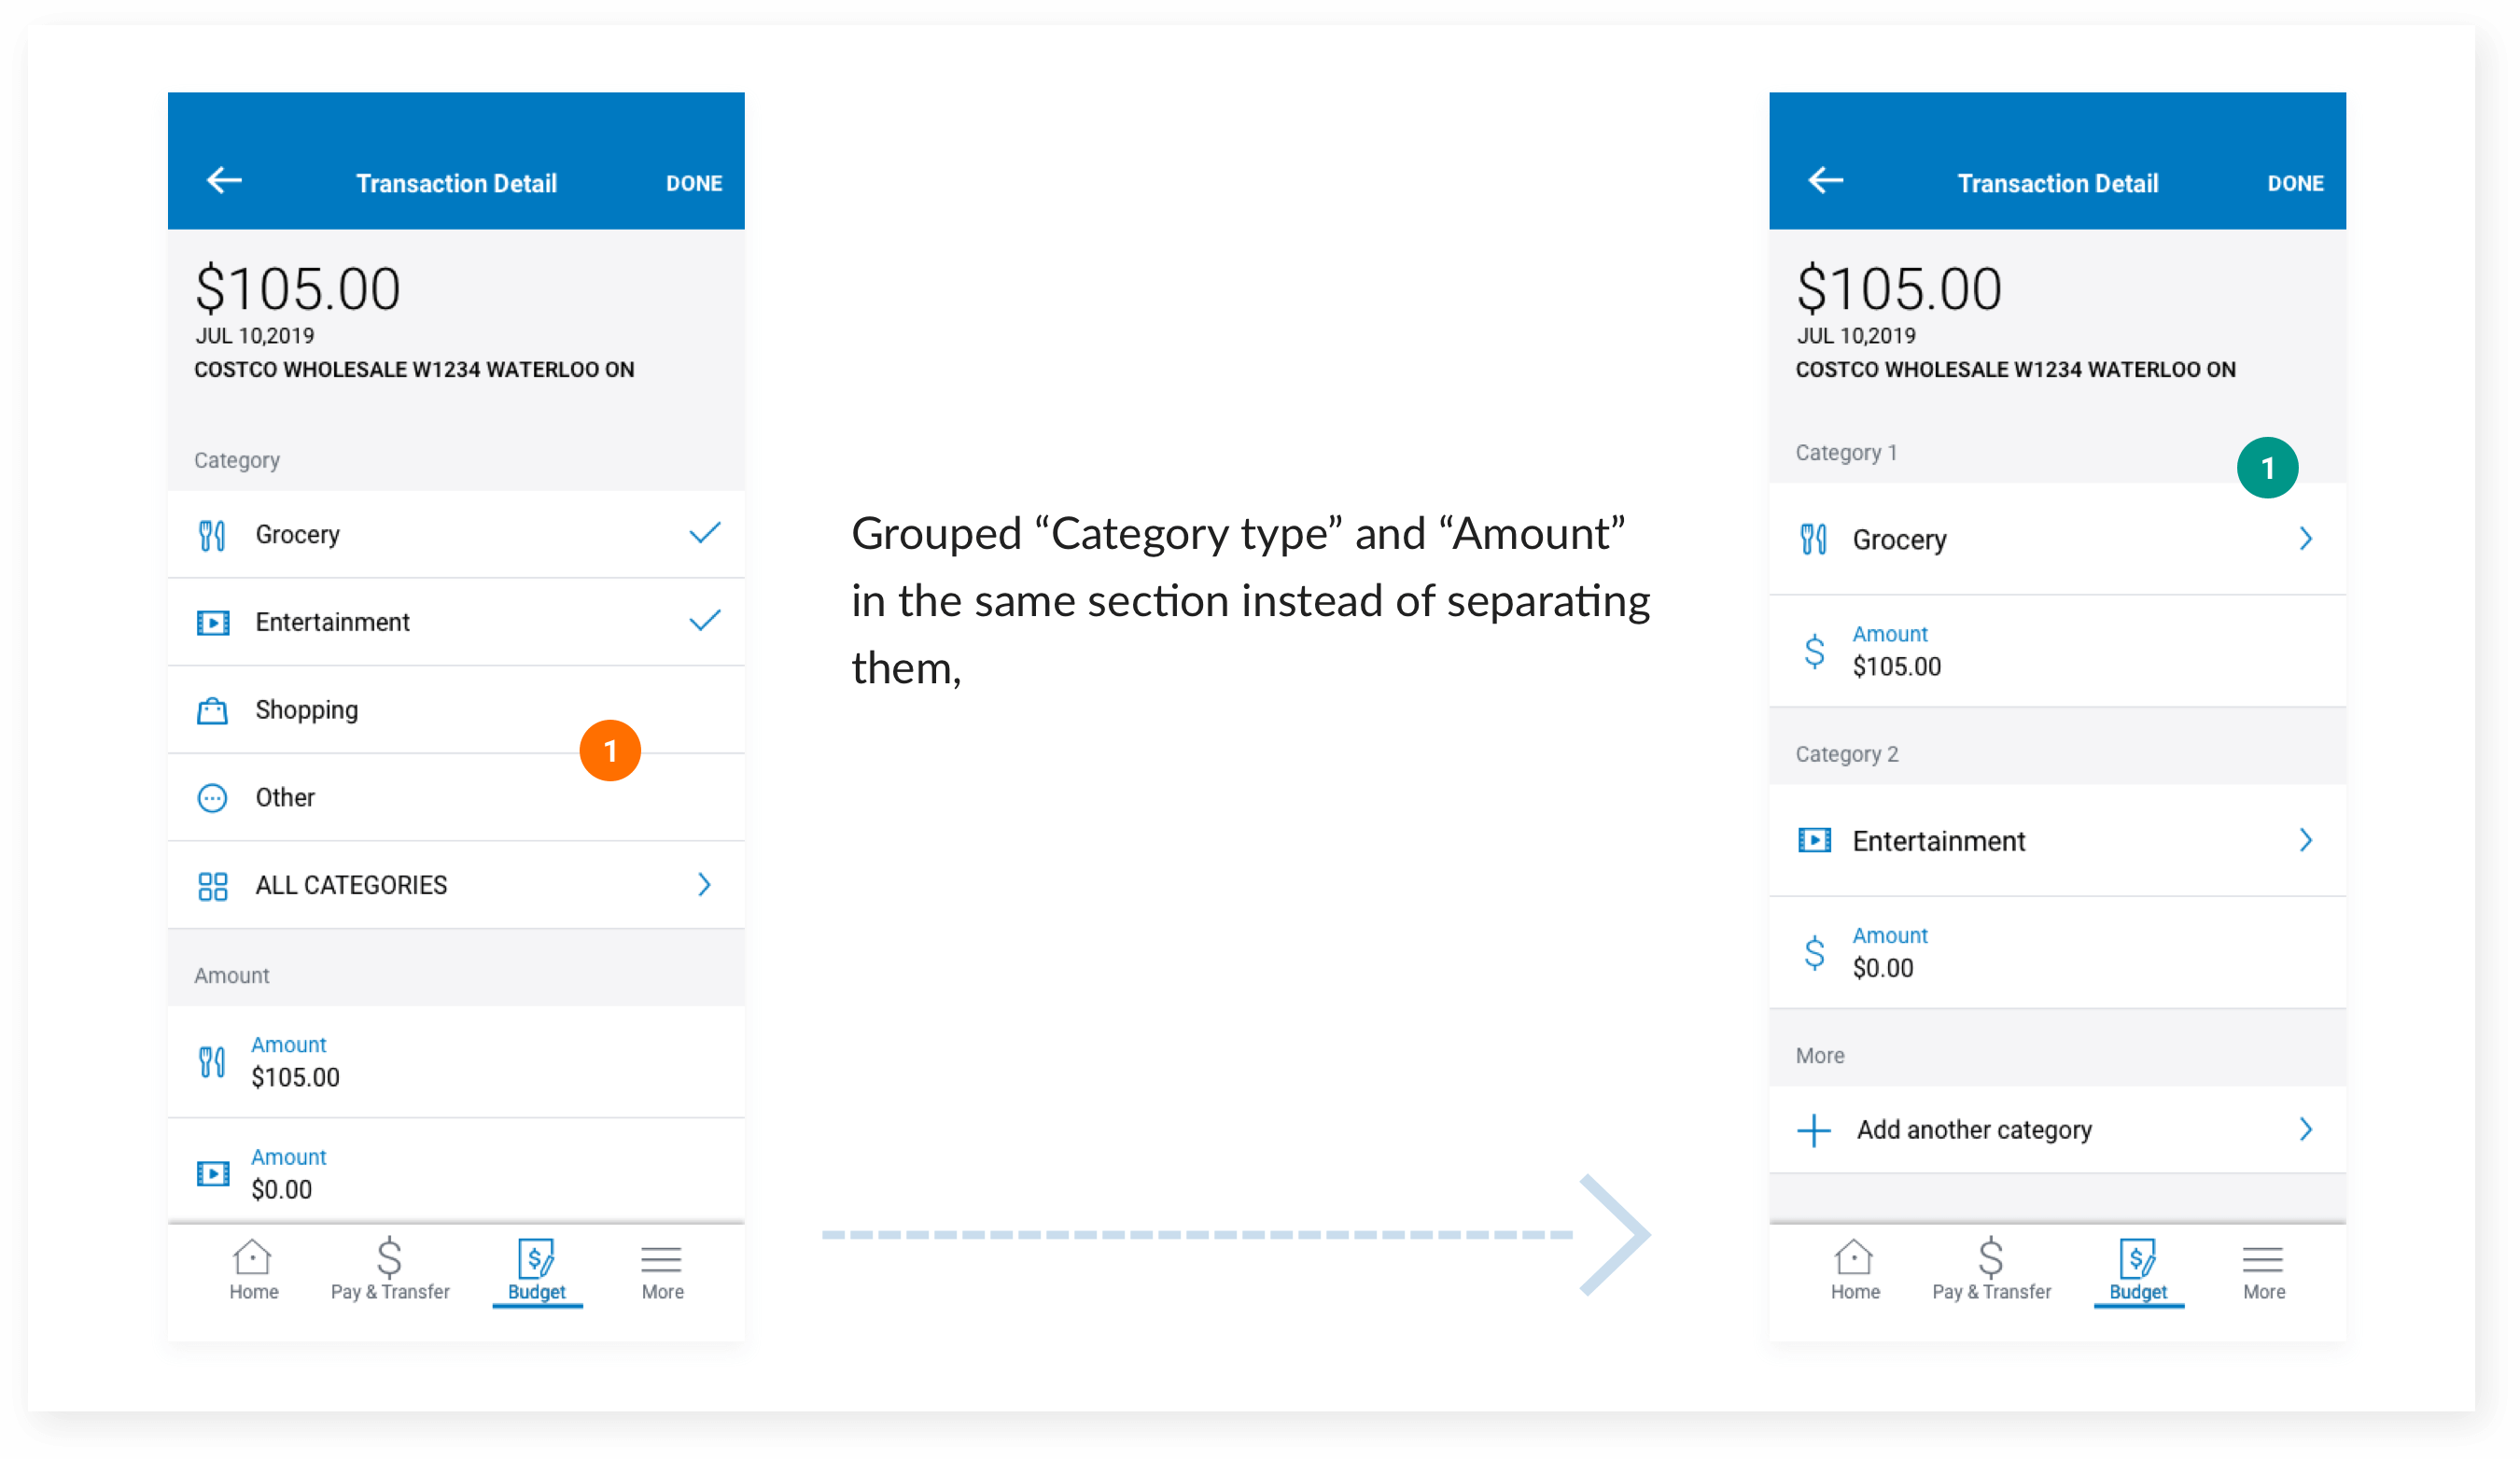 Transaction Detail
DONE
$105.00
JUL 10,2019
COSTCO WHOLESALE W1234 WATERLOO ON
Category
Grocery
Entertainment
Shopping
1
Other
ALL CATEGORIES
Amount
Amount
$105.00
Amount
$0.00
Home
Pay & Transfer
Budget
More
Grouped “Category type” and “Amount”
in the same section instead of separating
them,
Transaction Detail
DONE
$105.00
JUL 10,2019
COSTCO WHOLESALE W1234 WATERLOO ON
Category 1
1
Grocery
Amount
$105.00
Category 2
Entertainment
Amount
$0.00
More
Add another category
Home
Pay & Transfer
Budget
More